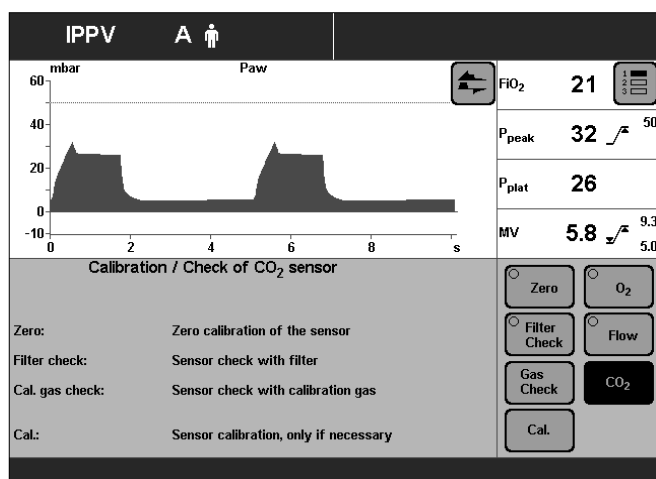 IPPV A
mbar Paw
60
40
20
0
-10
0 2 4 6 8 s
FiO2 21
1
2
3
Ppeak 32 50
Pplat 26
MV 5.8 9.3
5.0
Calibration / Check of CO2 sensor
Zero: Zero calibration of the sensor
Filter check: Sensor check with filter
Cal. gas check: Sensor check with calibration gas
Cal.: Sensor calibration, only if necessary
Zero O2
Filter
Check Flow
Gas
Check CO2
Cal.